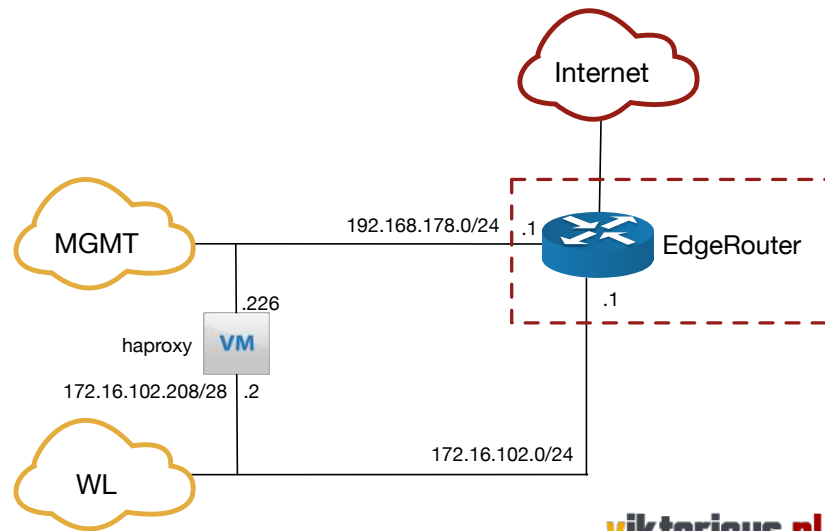 Internet
192.168.178.0/24
.1
MGMT
EdgeRouter
.1
.226
haproxy
VM
172.16.102.208/28
.2
172.16.102.0/24
WL